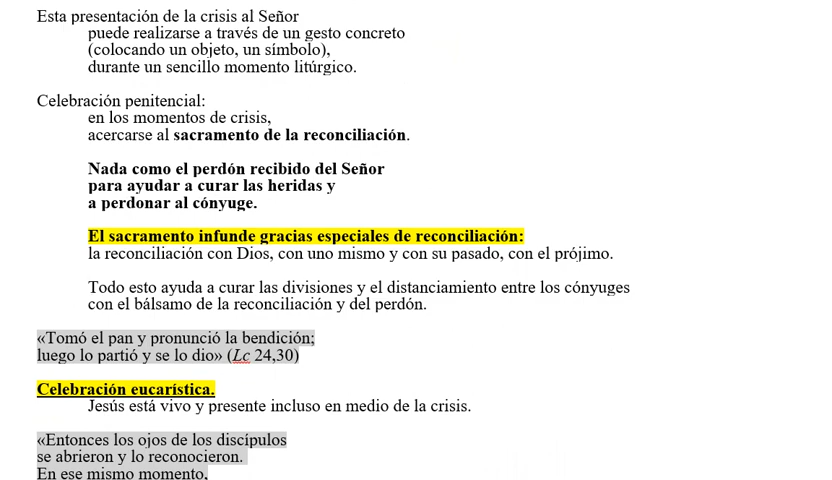 Esta presentación de la crisis al Señor
puede realizarse a través de un gesto concreto
(colocando un objeto, un símbolo),
durante un sencillo momento litúrgico.
Celebración penitencial:
en los momentos de crisis,
acercarse al sacramento de la reconciliación.
Nada como el perdón recibido del Señor
para ayudar a curar las heridas y
a perdonar al cónyuge.
El sacramento infunde gracias especiales de reconciliación:
la reconciliación con Dios, con uno mismo y con su pasado, con el prójimo.
Todo esto ayuda a curar las divisiones y el distanciamiento entre los cónyuges
con el bálsamo de la reconciliación y del perdón.
«Tomó el pan y pronunció la bendición;
luego lo partió y se lo dio» (Lc 24,30)
Celebración eucarística.
Jesús está vivo y presente incluso en medio de la crisis.
«Entonces los ojos de los discípulos
se abrieron y lo reconocieron.
En ese mismo momento,